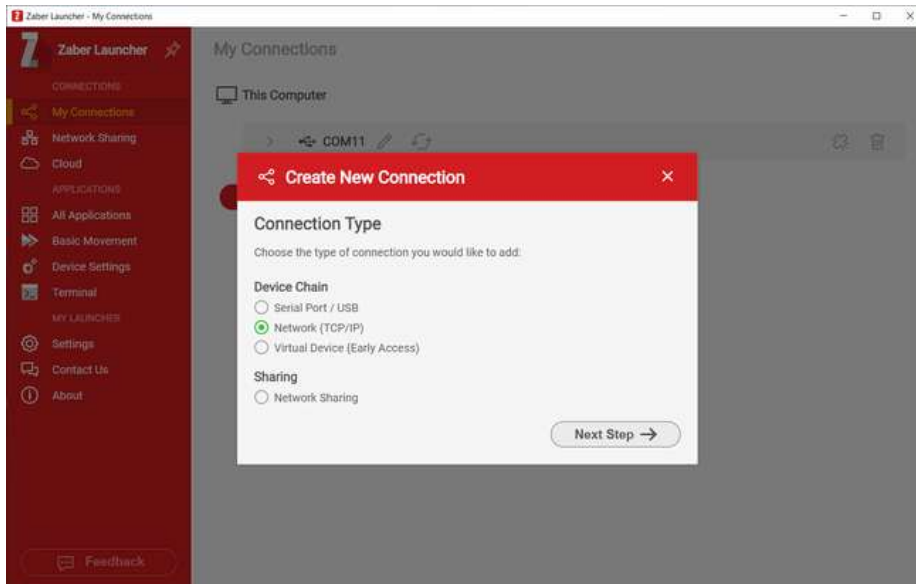 Zaber Launcher - My Connections
Zaber Launcher
CONNECTIONS
My Connections
Network Sharing
Cloud
APPLICATIONS
All Applications
Basic Movement
Device Settings
Terminal
MY LAUNCHER
Settings
Contact Us
About
Feedback
My Connections
This Computer
COM11
Create New Connection
Connection Type
Choose the type of connection you would like to add:
Device Chain
Serial Port / USB
Network (TCP/IP)
Virtual Device (Early Access)
Sharing
Network Sharing
Next Step